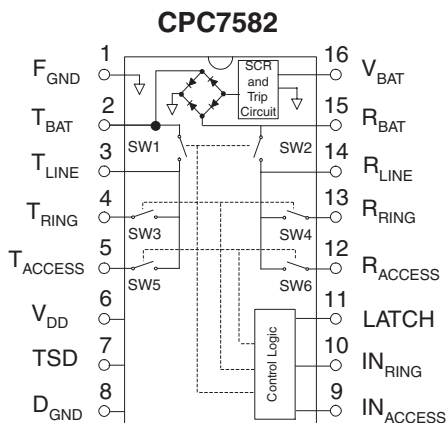 CPC7582
1 16
F_GND SCR and Trip Circuit V_BAT
2 15
T_BAT R_BAT
SW1 SW2
3 14
T_LINE R_LINE
4 13
T_RING R_RING
SW3 SW4
5 12
T_ACCESS R_ACCESS
SW5 SW6
6 11
V_DD LATCH
7 10
TSD Control Logic IN_RING
8 9
D_GND IN_ACCESS